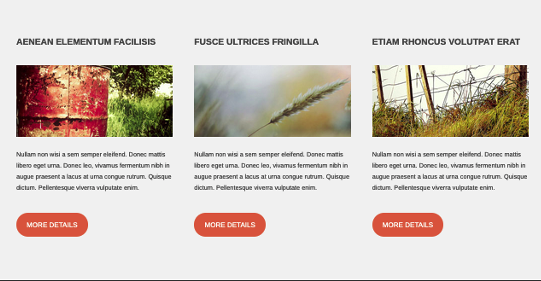 AENEAN ELEMENTUM FACILISIS
Nullam non wisi a sem semper eleifend. Donec mattis
libero eget urna. Donec leo, vivamus fermentum nibh in
augue praesent a lacus at urna congue rutrum. Quisque
dictum. Pellentesque viverra vulputate enim.
MORE DETAILS
FUSCE ULTRICES FRINGILLA
Nullam non wisi a sem semper eleifend. Donec mattis
libero eget urna. Donec leo, vivamus fermentum nibh in
augue praesent a lacus at urna congue rutrum. Quisque
dictum. Pellentesque viverra vulputate enim.
MORE DETAILS
ETIAM RHONCUS VOLUTPAT ERAT
Nullam non wisi a sem semper eleifend. Donec mattis
libero eget urna. Donec leo, vivamus fermentum nibh in
augue praesent a lacus at urna congue rutrum. Quisque
dictum. Pellentesque viverra vulputate enim.
MORE DETAILS